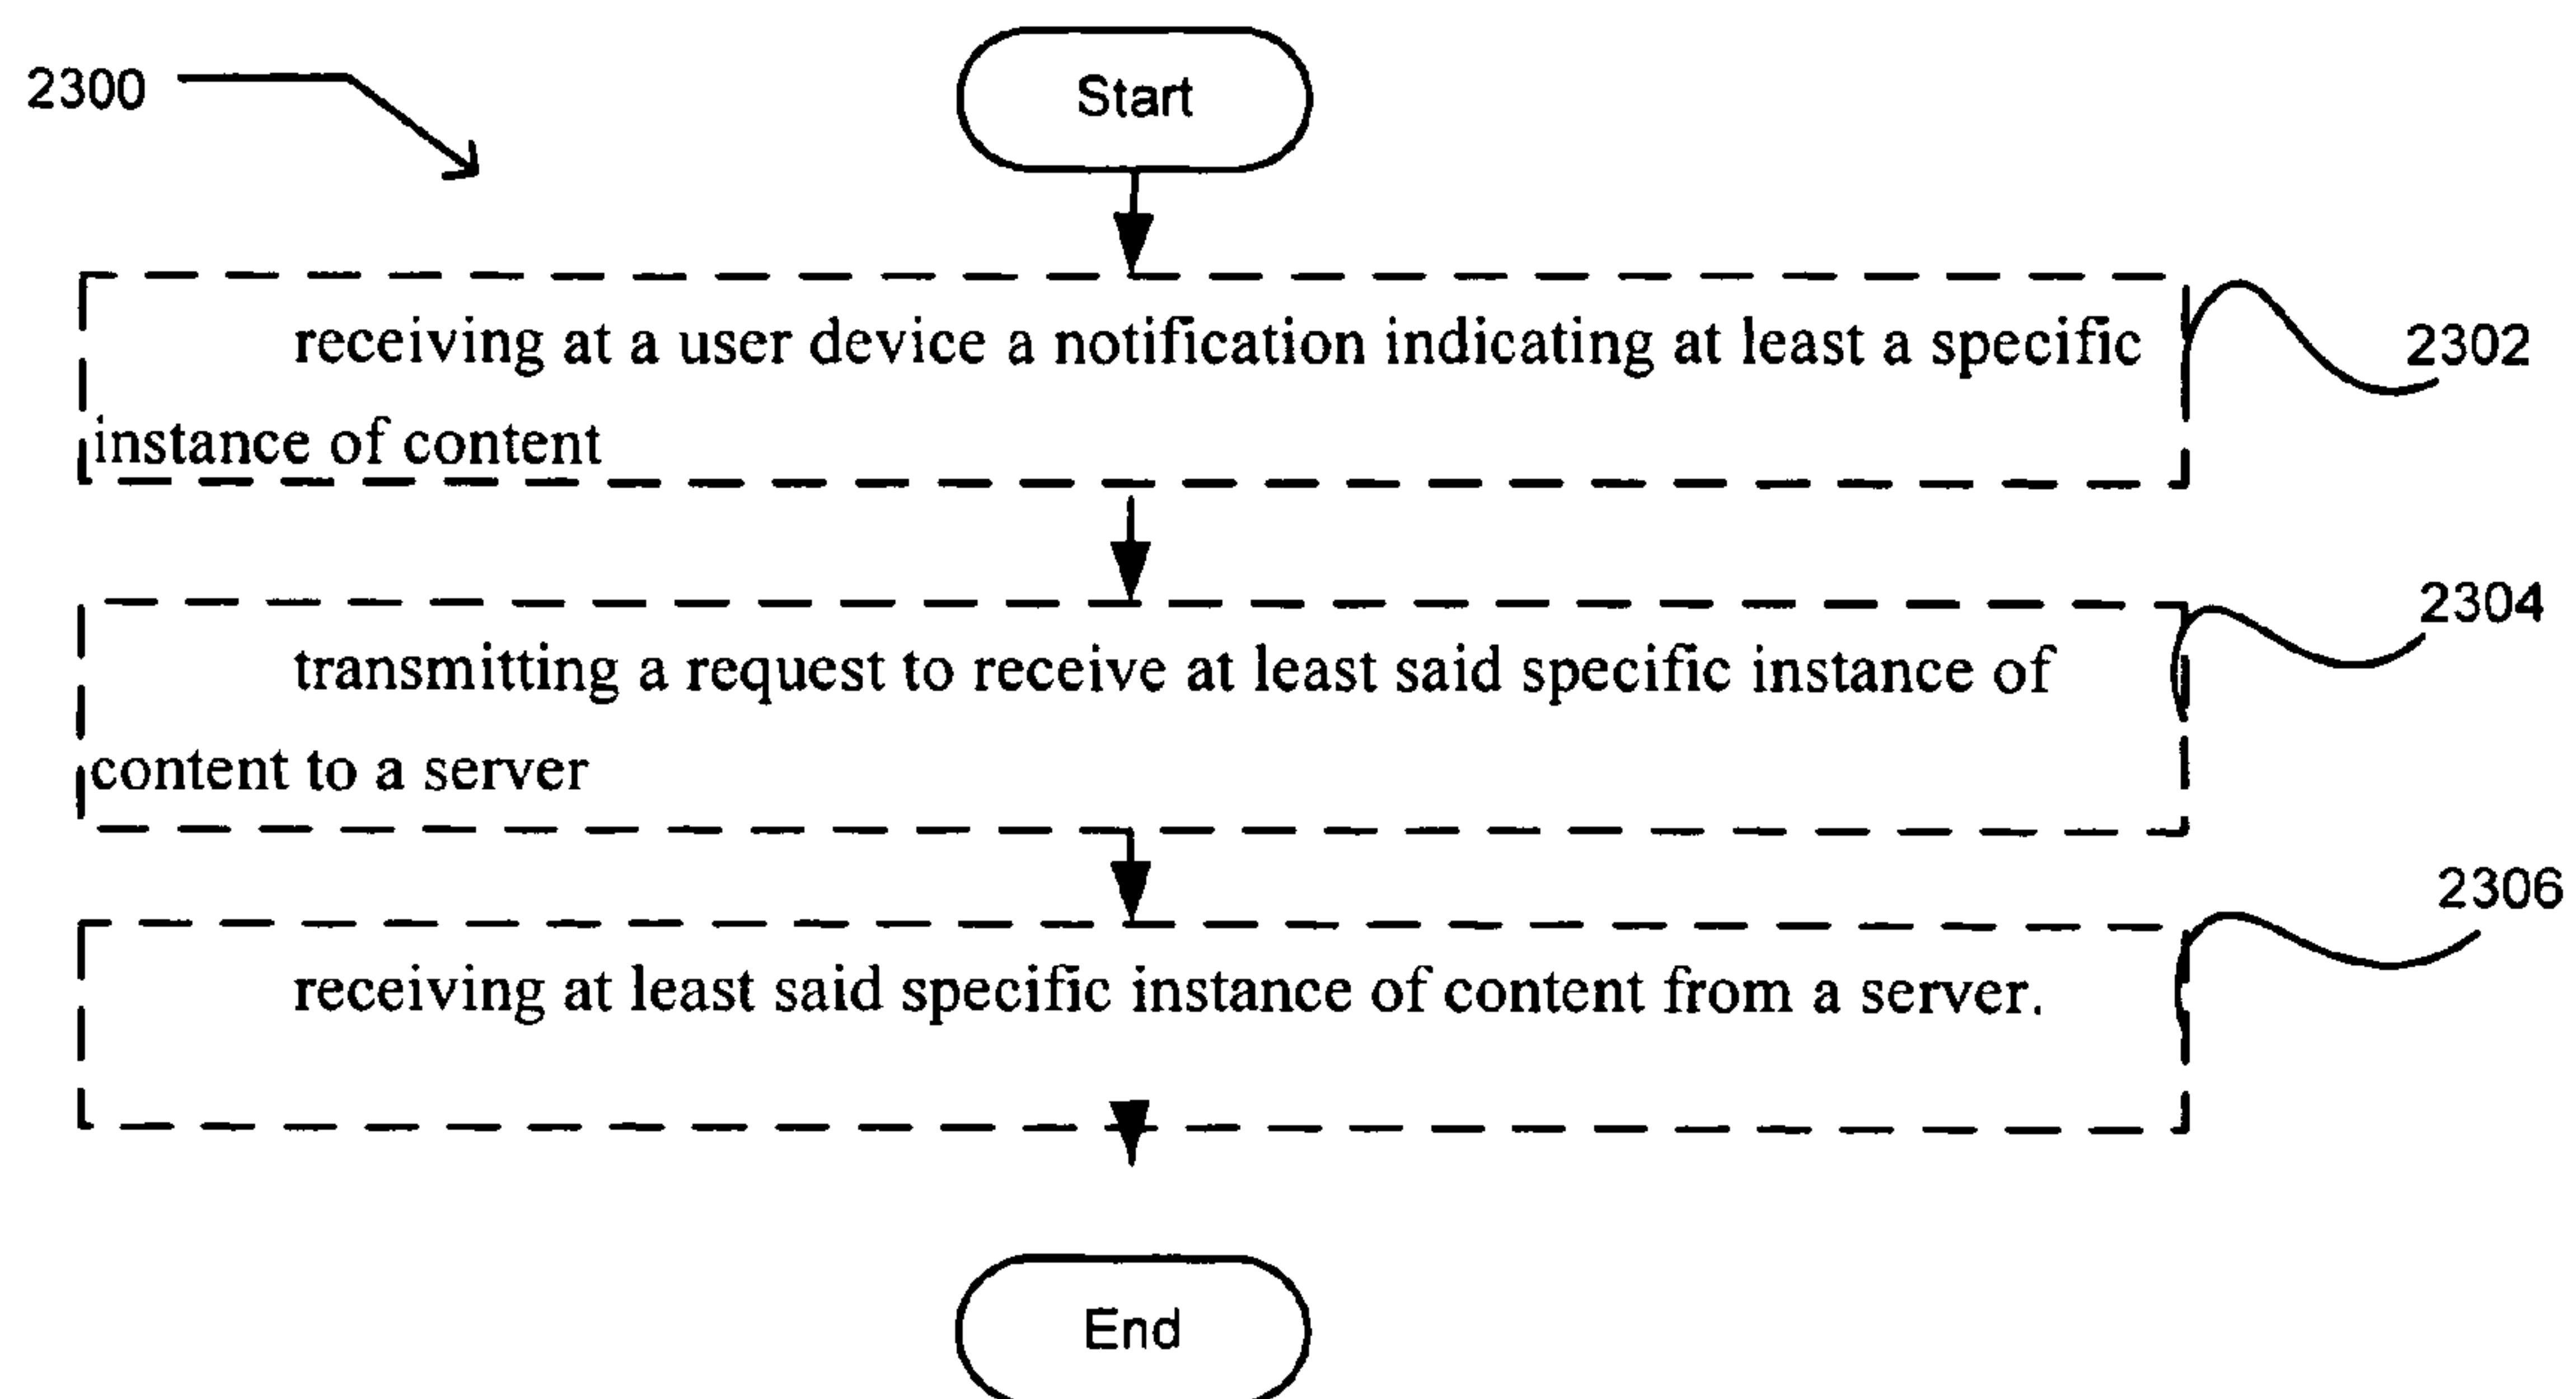 2300
Start
receiving at a user device a notification indicating at least a specific
instance of content
2302
transmitting a request to receive at least said specific instance of
content to a server
2304
receiving at least said specific instance of content from a server.
2306
End